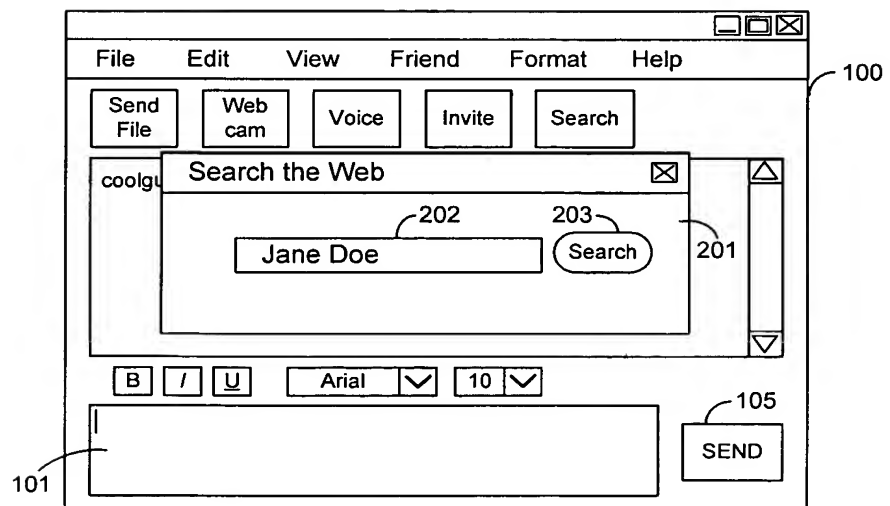 File Edit View Friend Format Help
100
Send File Web cam Voice Invite Search
Search the Web
coolgu
202 203
Jane Doe Search 201
B I U Arial 10
105
SEND
101